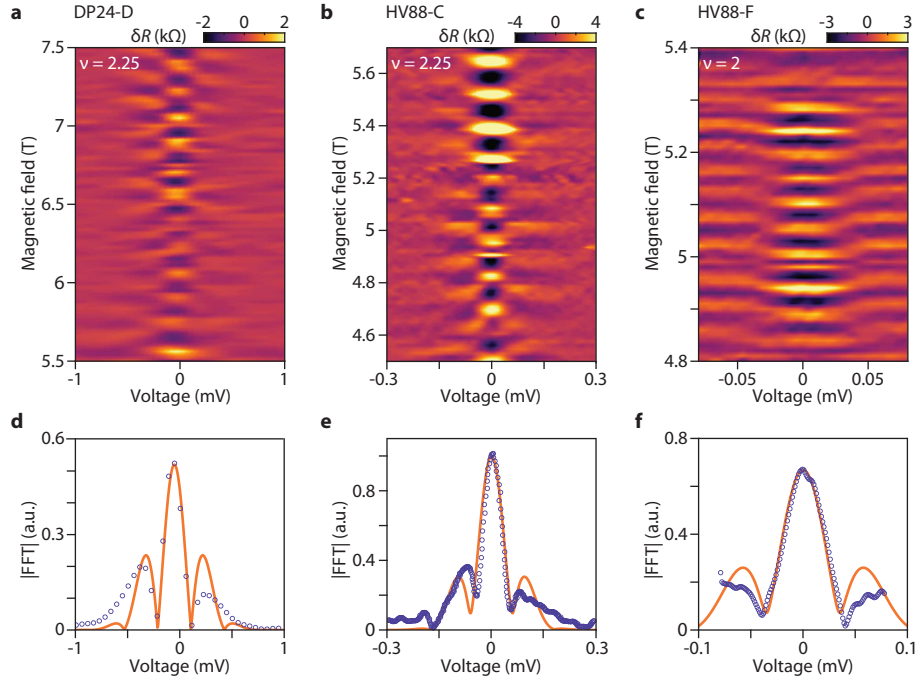 a DP24-D
δR (kΩ) -2 0 2
ν = 2.25
7.5
7
6.5
6
5.5
Magnetic field (T)
-1 0 1
Voltage (mV)
b HV88-C
δR (kΩ) -4 0 4
ν = 2.25
5.6
5.4
5.2
5
4.8
4.6
Magnetic field (T)
-0.3 0 0.3
Voltage (mV)
c HV88-F
δR (kΩ) -3 0 3
ν = 2
5.4
5.2
5
4.8
Magnetic field (T)
-0.05 0 0.05
Voltage (mV)
d
0.6
0.3
0
|FFT| (a.u.)
-1 0 1
Voltage (mV)
e
0.8
0.4
0
|FFT| (a.u.)
-0.3 0 0.3
Voltage (mV)
f
0.8
0.4
0
|FFT| (a.u.)
-0.1 0 0.1
Voltage (mV)